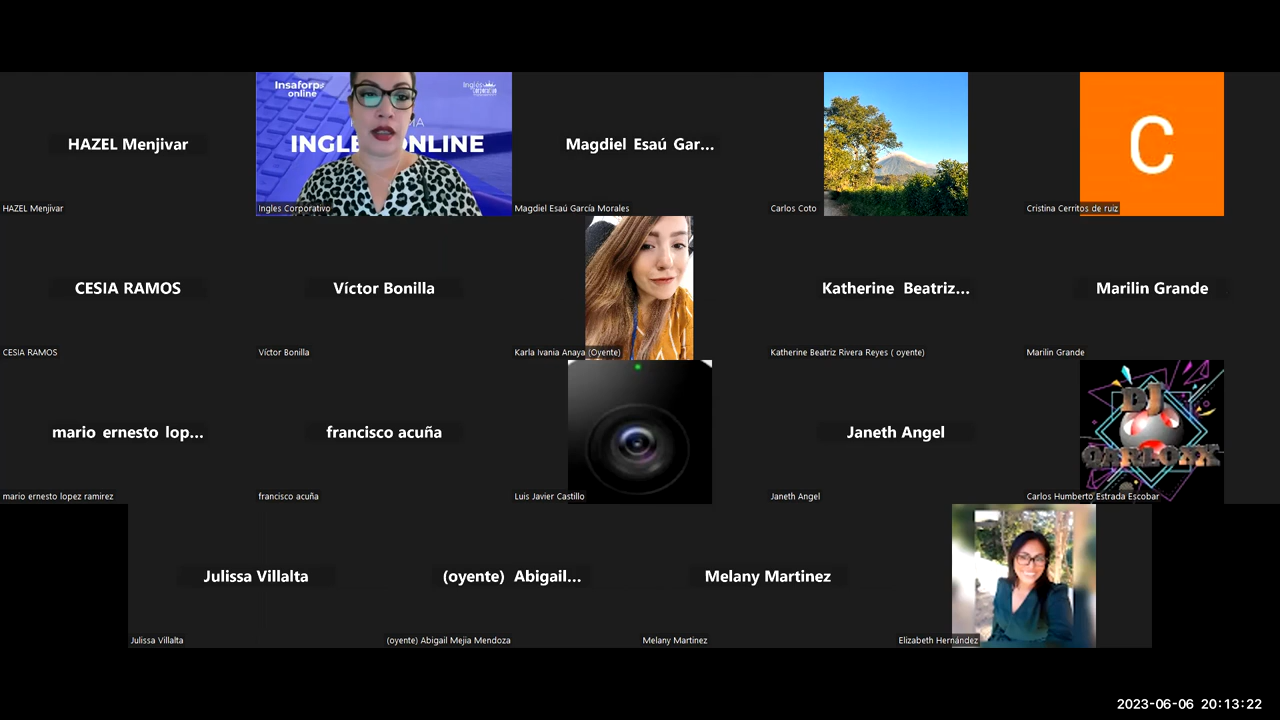 HAZEL Menjivar
HAZEL Menjivar
Insaforp
online
Inglés
INGLE ONLINE
Ingles Corporativo
Magdiel Esaú Gar...
Magdiel Esaú García Morales
Carlos Coto
C
Cristina Cerritos de ruiz
CESIA RAMOS
CESIA RAMOS
Víctor Bonilla
Víctor Bonilla
Karla Ivania Anaya (Oyente)
Katherine Beatriz...
Katherine Beatriz Rivera Reyes ( oyente)
Marilin Grande
Marilin Grande
mario ernesto lop...
mario ernesto lopez ramirez
francisco acuña
francisco acuña
Luis Javier Castillo
Janeth Angel
Janeth Angel
DJ
CARLOXX
Carlos Humberto Estrada Escobar
Julissa Villalta
Julissa Villalta
(oyente) Abigail...
(oyente) Abigail Mejia Mendoza
Melany Martinez
Melany Martinez
Elizabeth Hernández
2023-06-06 20:13:22